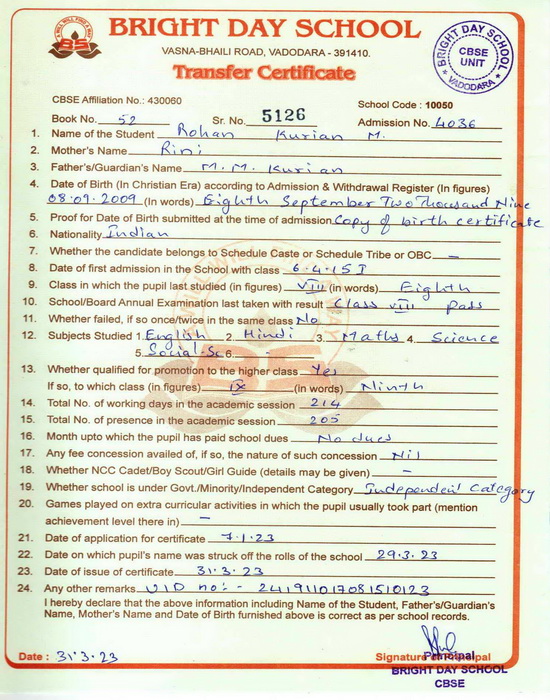 BRIGHT DAY SCHOOL
VASNA-BHAILI ROAD, VADODARA - 391410.
BRIGHT DAY SCHOOL
CBSE
UNIT
VADODARA
BS
Transfer Certificate
CBSE Affiliation No.: 430060
School Code : 10050
Book No. 52 Sr. No. 5126 Admission No. 4036
1. Name of the Student Rohan Kurian M.
2. Mother's Name Rini
3. Father's/Guardian's Name M. M. Kurian
4. Date of Birth (In Christian Era) according to Admission & Withdrawal Register (In figures)
08.09.2009 (In words) Eighth September Two Thousand Nine
5. Proof for Date of Birth submitted at the time of admission Copy of birth certificate
6. Nationality Indian
7. Whether the candidate belongs to Schedule Caste or Schedule Tribe or OBC –
8. Date of first admission in the School with class 6.4.15 I
9. Class in which the pupil last studied (in figures) VIII (in words) Eighth
10. School/Board Annual Examination last taken with result Class VIII Pass
11. Whether failed, if so once/twice in the same class No
12. Subjects Studied 1. English 2. Hindi 3. Maths 4. Science
5. Social. Sc 6. -
13. Whether qualified for promotion to the higher class Yes
If so, to which class (in figures) IX (in words) Ninth
14. Total No. of working days in the academic session 214
15. Total No. of presence in the academic session 205
16. Month upto which the pupil has paid school dues No dues
17. Any fee concession availed of, if so, the nature of such concession Nil
18. Whether NCC Cadet/Boy Scout/Girl Guide (details may be given) –
19. Whether school is under Govt./Minority/Independent Category Independent Category
20. Games played on extra curricular activities in which the pupil usually took part (mention
achievement level there in) –
21. Date of application for certificate 7.1.23
22. Date on which pupil's name was struck off the rolls of the school 29.3.23
23. Date of issue of certificate 31.3.23
24. Any other remarks UID no:- 241911017081510123
I hereby declare that the above information including Name of the Student, Father's/Guardian's
Name, Mother's Name and Date of Birth furnished above is correct as per school records.
Date : 31.3.23
Signature of Principal
Principal
BRIGHT DAY SCHOOL
CBSE